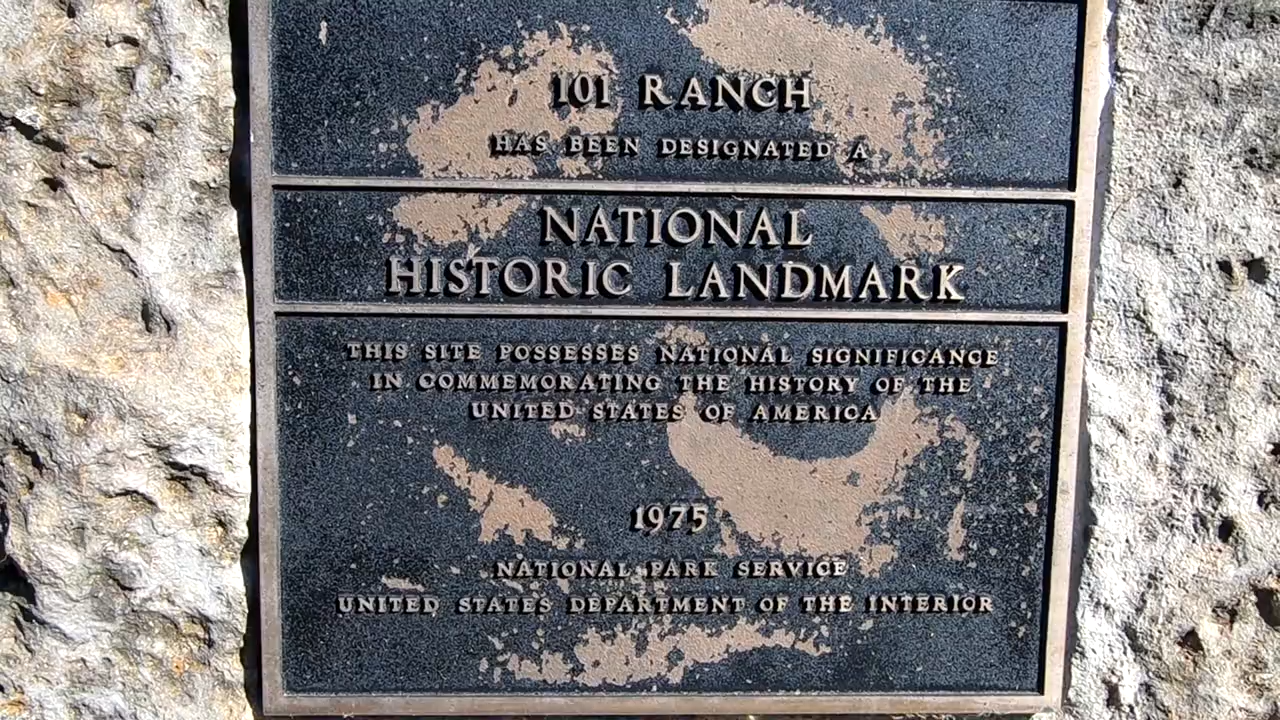 101 RANCH
HAS BEEN DESIGNATED A
NATIONAL
HISTORIC LANDMARK
THIS SITE POSSESSES NATIONAL SIGNIFICANCE
IN COMMEMORATING THE HISTORY OF THE
UNITED STATES OF AMERICA
1975
NATIONAL PARK SERVICE
UNITED STATES DEPARTMENT OF THE INTERIOR